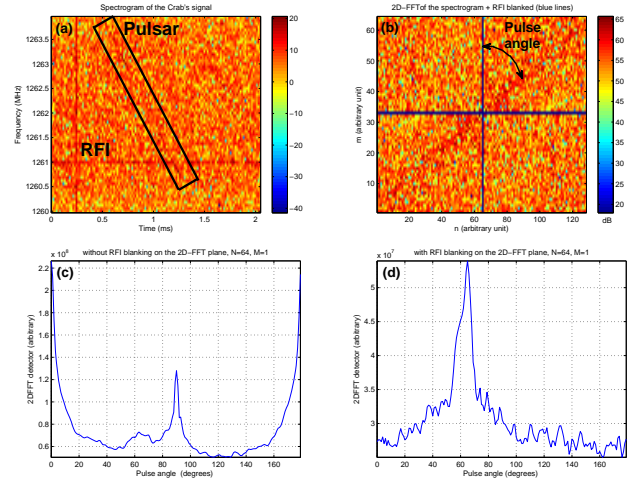 Spectrogram of the Crab's signal
(a)
Pulsar
RFI
1263.5
1263
1262.5
1262
1261.5
1261
1260.5
1260
Frequency (MHz)
0 0.5 1 1.5 2
Time (ms)
20
10
0
-10
-20
-30
-40
2D-FFTof the spectrogram + RFI blanked (blue lines)
(b)
Pulse
angle
60
50
40
30
20
10
m (arbitrary unit)
20 40 60 80 100 120
n (arbitrary unit)
65
60
55
50
45
40
35
30
25
20
dB
without RFI blanking on the 2D-FFT plane, N=64, M=1
x 10^6
(c)
2.2
2
1.8
1.6
1.4
1.2
1
0.8
0.6
2DFFT detector (arbitrary)
0 20 40 60 80 100 120 140 160
Pulse angle (degrees)
with RFI blanking on the 2D-FFT plane, N=64, M=1
x 10^7
(d)
5
4
3
2DFFT detector (arbitrary)
0 20 40 60 80 100 120 140 160
Pulse angle (degrees)